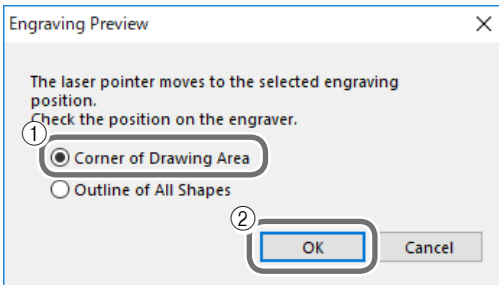 Engraving Preview
The laser pointer moves to the selected engraving
position.
Check the position on the engraver.
①
Corner of Drawing Area
Outline of All Shapes
②
OK Cancel